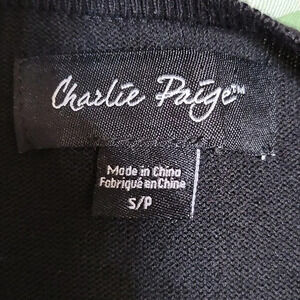 Charlie Paige™
Made in China
Fabriqué en Chine
S/P